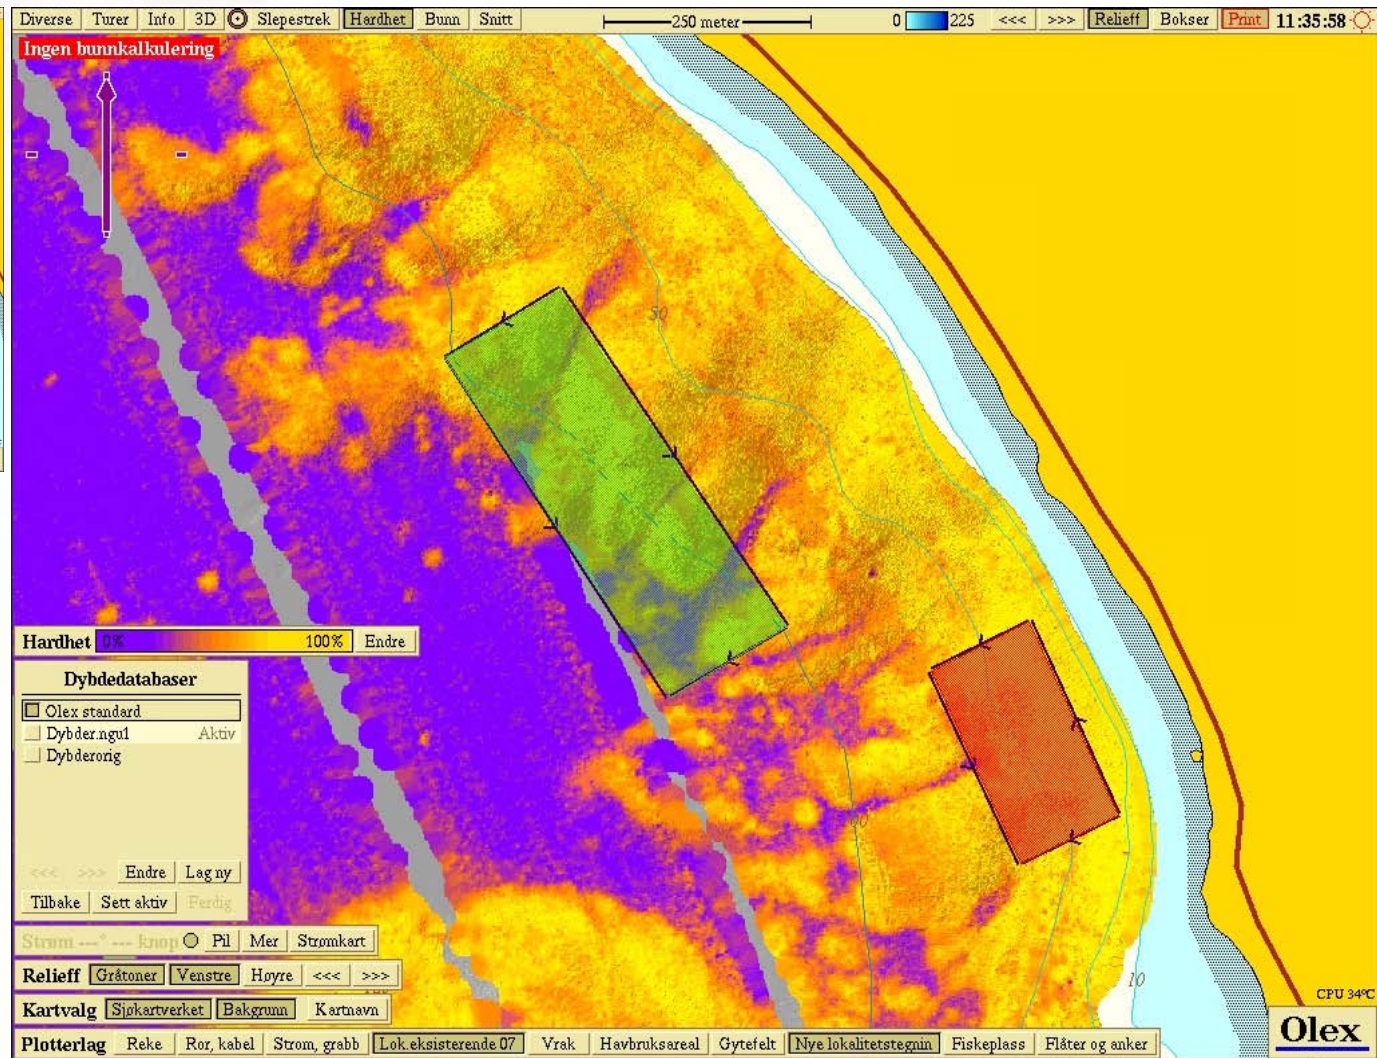 Diverse Turer Info 3D Slepestrek Hardhet Bunn Snitt 250 meter 0 225 <<< >>> Relieff Bokser Print 11:35:58
Ingen bunnkalkulering
50
Hardhet 0% 100% Endre
Dybdedatabaser
Olex standard
Dybder.ngu1 Aktiv
Dybderorig
<<< >>> Endre Lag ny
Tilbake Sett aktiv Ferdig
Strøm ---° --- knop Pil Mer Strømkart
Relieff Gråtoner Venstre Høyre <<< >>>
10
CPU 34°C
Kartvalg Sjøkartverket Bakgrunn Kartnavn
Olex
Plotterlag Reke Rør, kabel Strøm, grabb Lok.eksisterende 07 Vrak Havbruksareal Gytefelt Nye lokalitetstegnin Fiskeplass Flåter og anker